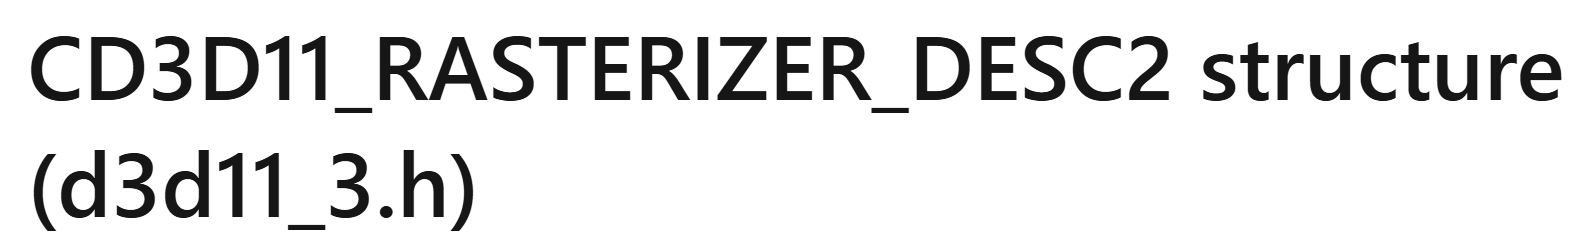 CD3D11_RASTERIZER_DESC2 structure
(d3d11_3.h)